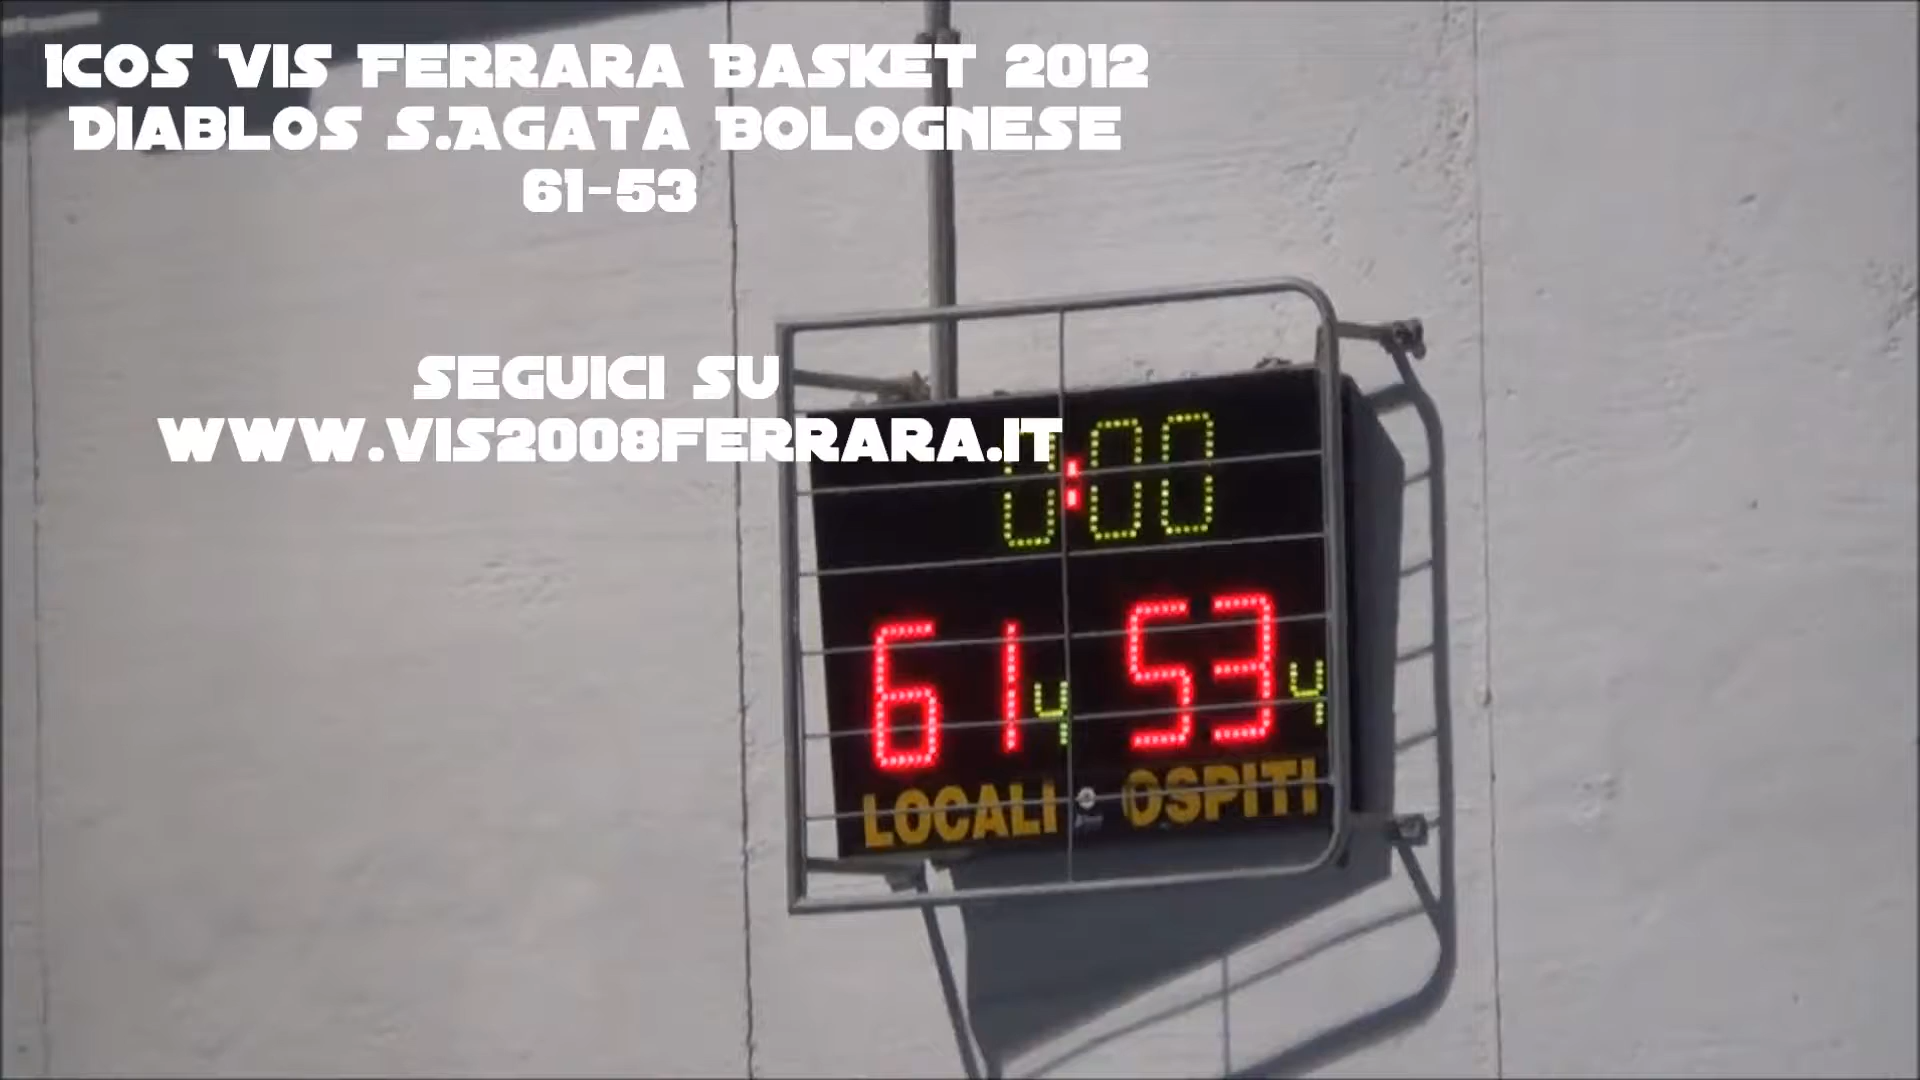 Icos Vis Ferrara Basket 2012
Diablos S.Agata Bolognese
61-53
Seguici su
www.vis2008ferrara.it
0:00
61 4 53 4
LOCALI OSPITI